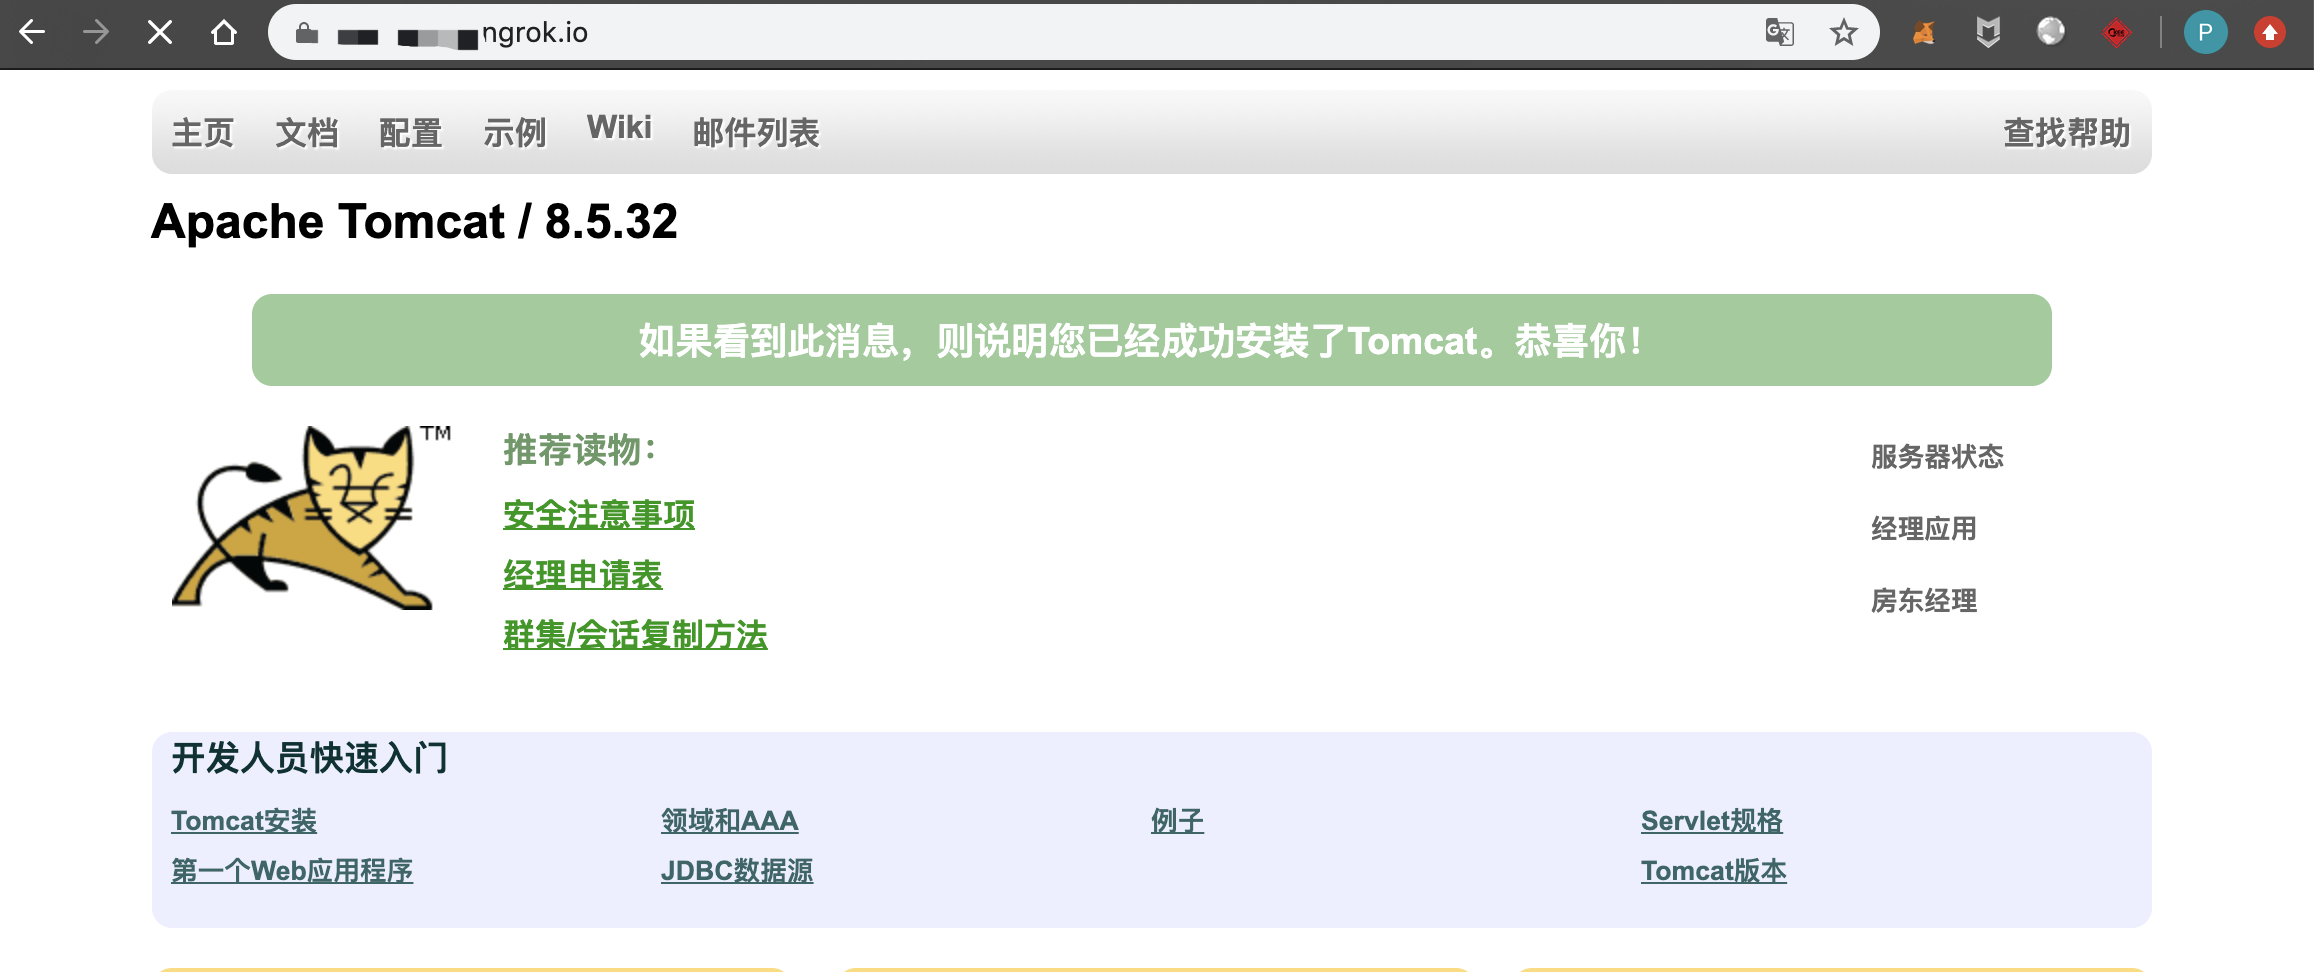 ngrok.io
P
主页 文档 配置 示例 Wiki 邮件列表 查找帮助
Apache Tomcat / 8.5.32
如果看到此消息，则说明您已经成功安装了Tomcat。恭喜你！
TM
推荐读物：
安全注意事项
经理申请表
群集/会话复制方法
服务器状态
经理应用
房东经理
开发人员快速入门
Tomcat安装 领域和AAA 例子 Servlet规格
第一个Web应用程序 JDBC数据源 Tomcat版本